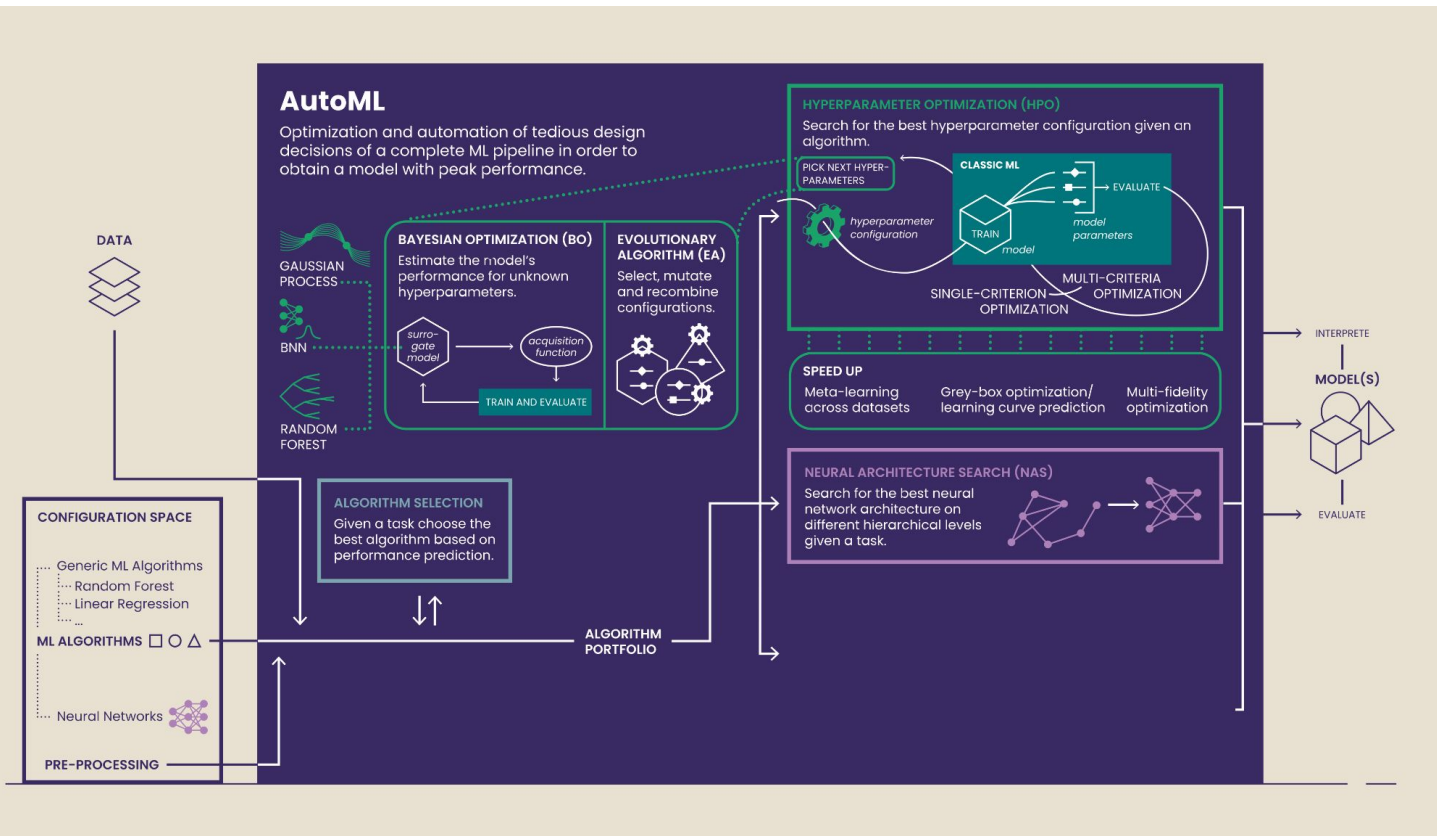 AutoML
Optimization and automation of tedious design
decisions of a complete ML pipeline in order to
obtain a model with peak performance.
DATA
GAUSSIAN
PROCESS
BNN
RANDOM
FOREST
BAYESIAN OPTIMIZATION (BO)
Estimate the model's
performance for unknown
hyperparameters.
surro-
gate
model
acquisition
function
TRAIN AND EVALUATE
EVOLUTIONARY
ALGORITHM (EA)
Select, mutate
and recombine
configurations.
HYPERPARAMETER OPTIMIZATION (HPO)
Search for the best hyperparameter configuration given an
algorithm.
PICK NEXT HYPER-
PARAMETERS
hyperparameter
configuration
CLASSIC ML
TRAIN
model
EVALUATE
model
parameters
MULTI-CRITERIA
OPTIMIZATION
SINGLE-CRITERION
OPTIMIZATION
SPEED UP
Meta-learning
across datasets
Grey-box optimization/
learning curve prediction
Multi-fidelity
optimization
NEURAL ARCHITECTURE SEARCH (NAS)
Search for the best neural
network architecture on
different hierarchical levels
given a task.
INTERPRETE
MODEL(S)
EVALUATE
ALGORITHM SELECTION
Given a task choose the
best algorithm based on
performance prediction.
ALGORITHM
PORTFOLIO
CONFIGURATION SPACE
Generic ML Algorithms
Random Forest
Linear Regression
...
ML ALGORITHMS
Neural Networks
PRE-PROCESSING